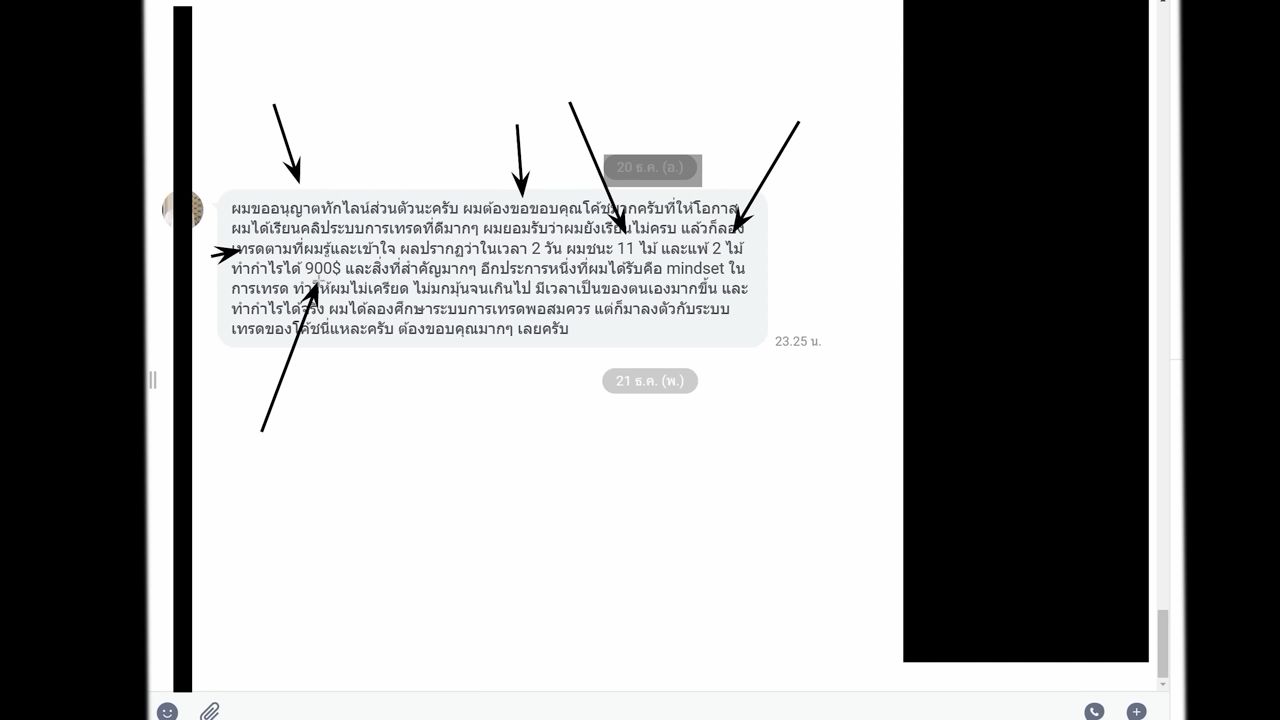 20 ธ.ค. (อ.)
ผมขออนุญาตทักไลน์ส่วนตัวนะครับ ผมต้องขอขอบคุณโค้ชมากครับที่ให้โอกาส
ผมได้เรียนคลิประบบการเทรดที่ดีมากๆ ผมยอมรับว่าผมยังเรียนไม่ครบ แล้วก็ลอง
เทรดตามที่ผมรู้และเข้าใจ ผลปรากฏว่าในเวลา 2 วัน ผมชนะ 11 ไม้ และแพ้ 2 ไม้
ทำกำไรได้ 900$ และสิ่งที่สำคัญมากๆ อีกประการหนึ่งที่ผมได้รับคือ mindset ใน
การเทรด ทำให้ผมไม่เครียด ไม่มกมุ้นจนเกินไป มีเวลาเป็นของตนเองมากขึ้น และ
ทำกำไรได้จริง ผมได้ลองศึกษาระบบการเทรดพอสมควร แต่ก็มาลงตัวกับระบบ
เทรดของโค้ชนี่แหละครับ ต้องขอบคุณมากๆ เลยครับ
23.25 น.
21 ธ.ค. (พ.)